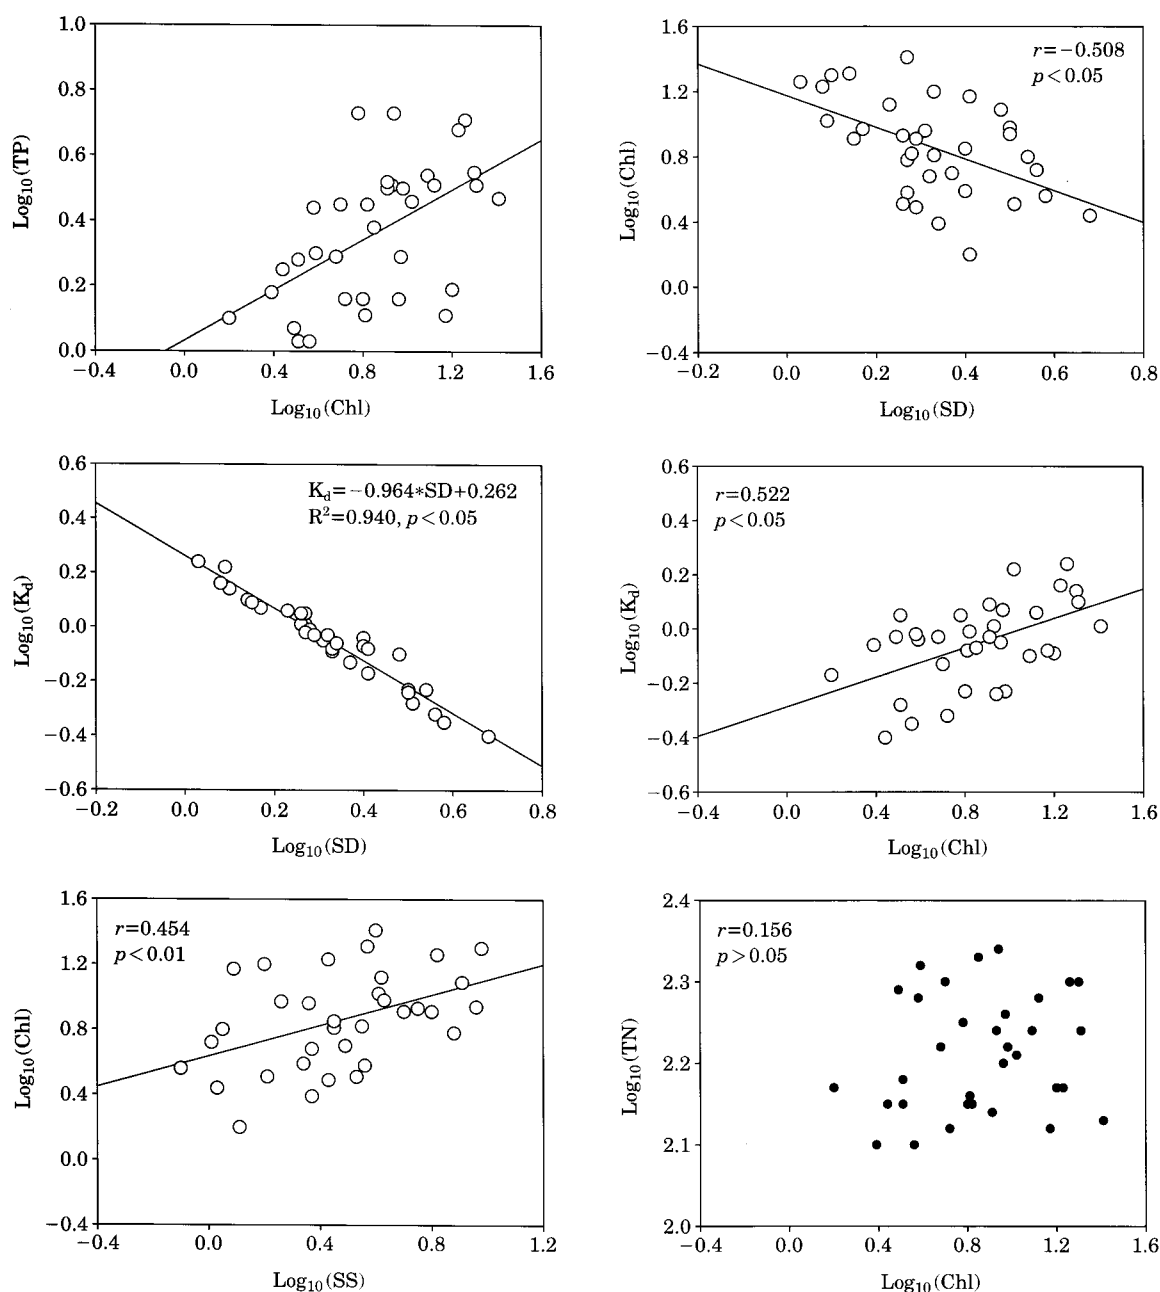 1.0
0.8
0.6
0.4
0.2
0.0
Log₁₀(TP)
−0.4 0.0 0.4 0.8 1.2 1.6
Log₁₀(Chl)
r=−0.508
p<0.05
1.6
1.2
0.8
0.4
0.0
−0.4
Log₁₀(Chl)
−0.2 0.0 0.2 0.4 0.6 0.8
Log₁₀(SD)
K_d=−0.964*SD+0.262
R²=0.940, p<0.05
0.6
0.4
0.2
0.0
−0.2
−0.4
−0.6
Log₁₀(K_d)
−0.2 0.0 0.2 0.4 0.6 0.8
Log₁₀(SD)
r=0.522
p<0.05
0.6
0.4
0.2
0.0
−0.2
−0.4
−0.6
Log₁₀(K_d)
−0.4 0.0 0.4 0.8 1.2 1.6
Log₁₀(Chl)
r=0.454
p<0.01
1.6
1.2
0.8
0.4
0.0
−0.4
Log₁₀(Chl)
−0.4 0.0 0.4 0.8 1.2
Log₁₀(SS)
r=0.156
p>0.05
2.4
2.3
2.2
2.1
2.0
Log₁₀(TN)
−0.4 0.0 0.4 0.8 1.2 1.6
Log₁₀(Chl)